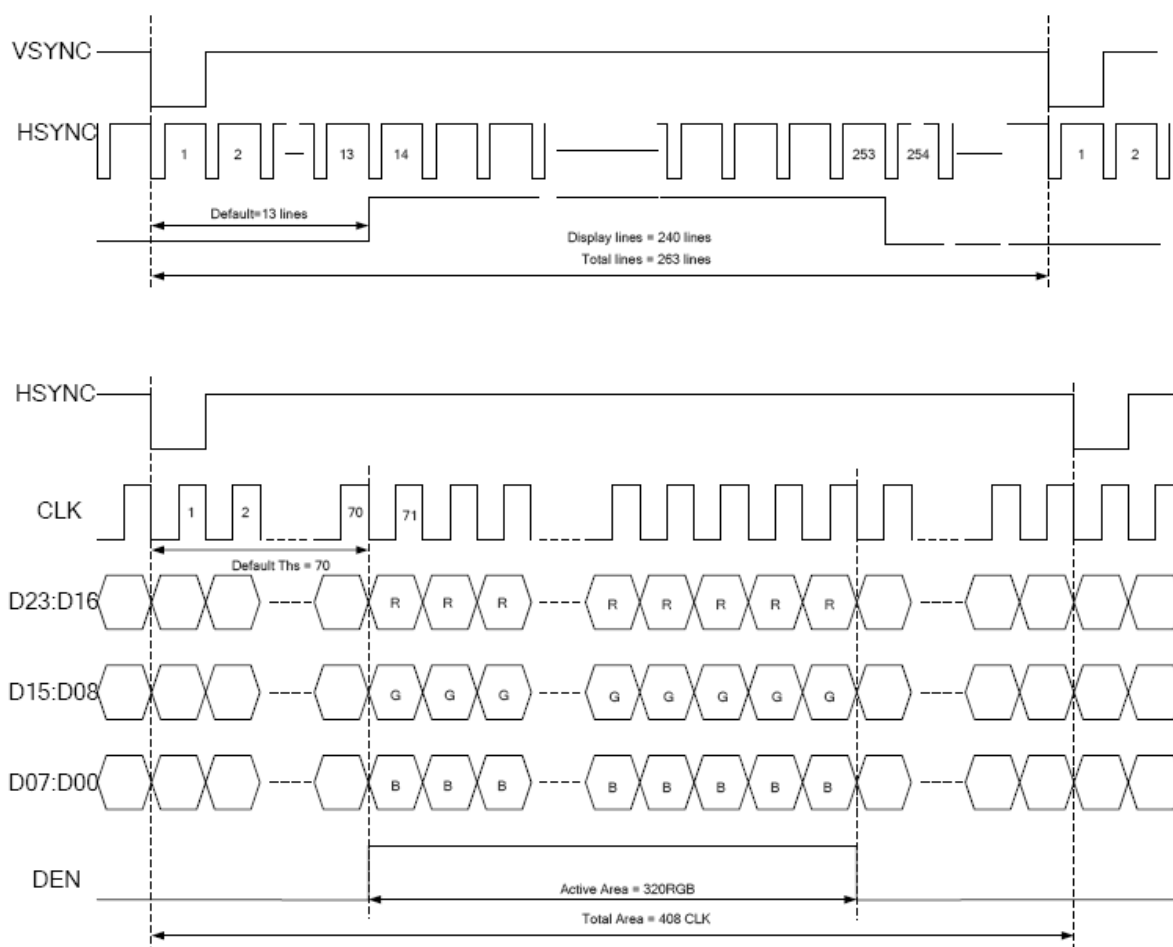 VSYNC
HSYNC
1 2 13 14 253 254 1 2
Default=13 lines
Display lines = 240 lines
Total lines = 263 lines
HSYNC
CLK
1 2 70 71
Default Ths = 70
D23:D16
R R R R R R R R
D15:D08
G G G G G G G G
D07:D00
B B B B B B B B
DEN
Active Area = 320RGB
Total Area = 408 CLK